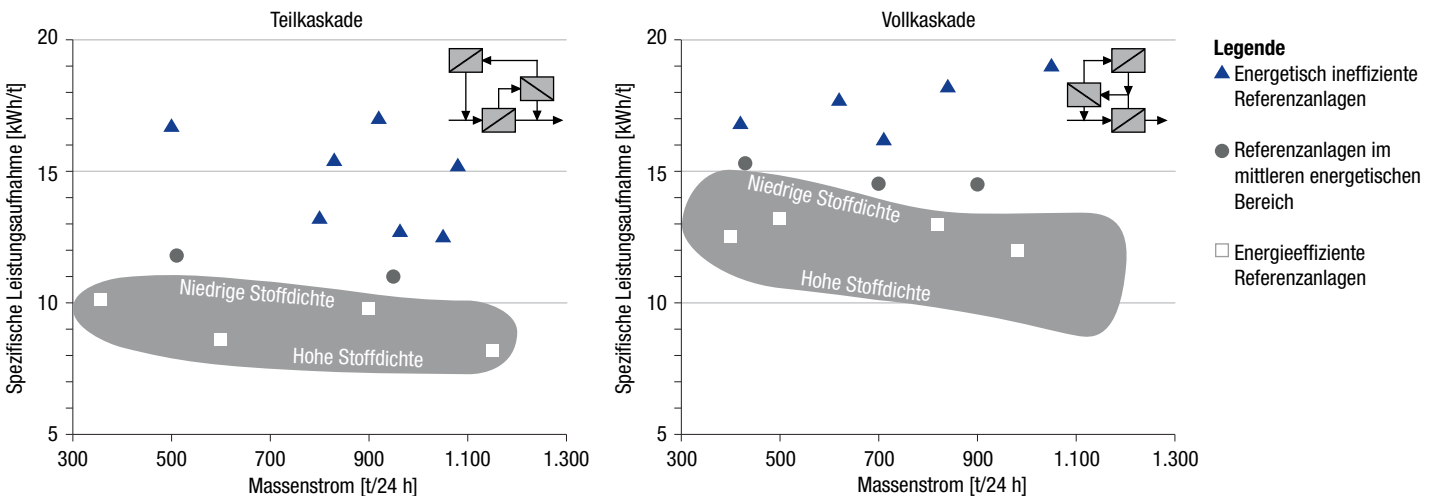 Teilkaskade
Spezifische Leistungsaufnahme [kWh/t]
20
15
10
5
Niedrige Stoffdichte
Hohe Stoffdichte
300 500 700 900 1.100 1.300
Massenstrom [t/24 h]
Vollkaskade
Spezifische Leistungsaufnahme [kWh/t]
20
15
10
5
Niedrige Stoffdichte
Hohe Stoffdichte
300 500 700 900 1.100 1.300
Massenstrom [t/24 h]
Legende
Energetisch ineffiziente
Referenzanlagen
Referenzanlagen im
mittleren energetischen
Bereich
Energieeffiziente
Referenzanlagen